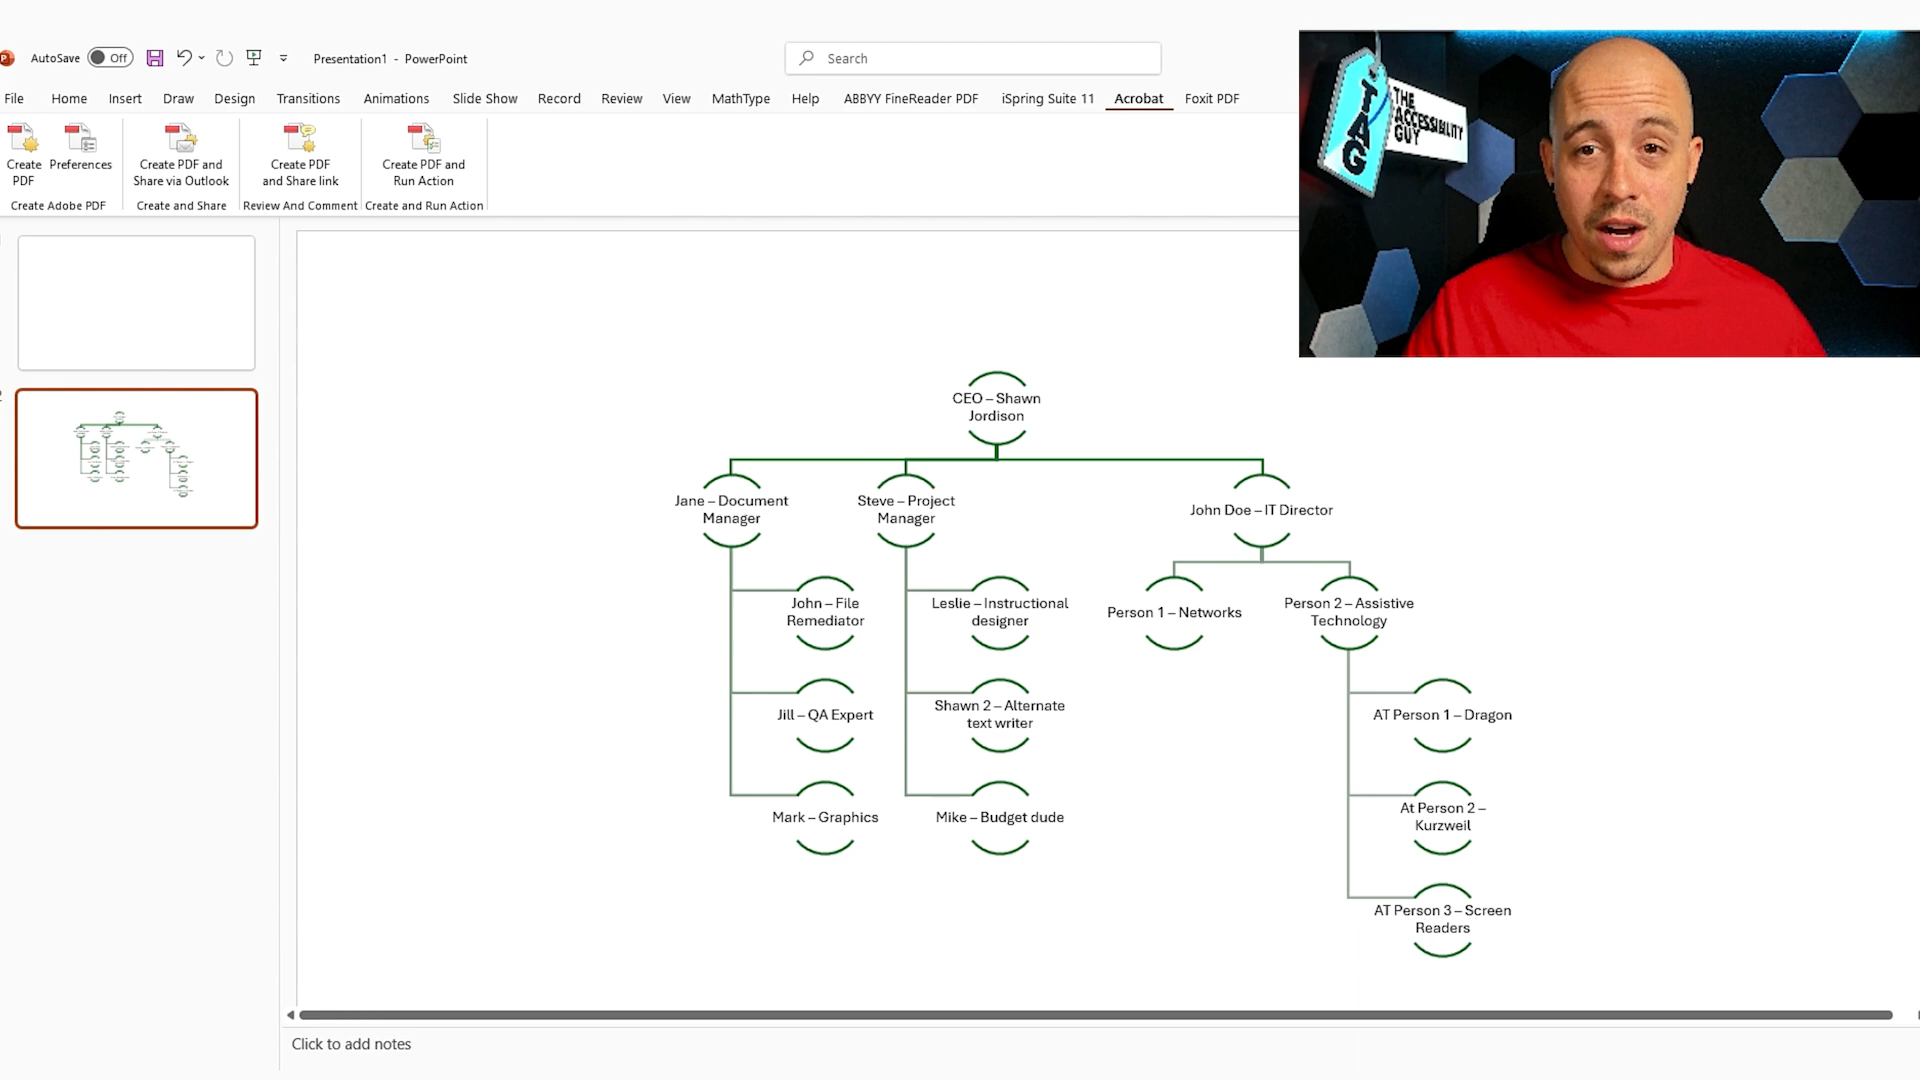 AutoSave Off Presentation1 - PowerPoint Search
File Home Insert Draw Design Transitions Animations Slide Show Record Review View MathType Help ABBYY FineReader PDF iSpring Suite 11 Acrobat Foxit PDF
Create
PDF
Preferences
Create PDF and
Share via Outlook
Create PDF
and Share link
Create PDF and
Run Action
Create Adobe PDF
Create and Share
Review And Comment
Create and Run Action
TAG
THE
ACCESSIBILITY
GUY
CEO – Shawn
Jordison
Jane – Document
Manager
Steve – Project
Manager
John Doe – IT Director
John – File
Remediator
Leslie – Instructional
designer
Person 1 – Networks
Person 2 – Assistive
Technology
Jill – QA Expert
Shawn 2 – Alternate
text writer
AT Person 1 – Dragon
Mark – Graphics
Mike – Budget dude
At Person 2 –
Kurzweil
AT Person 3 – Screen
Readers
Click to add notes